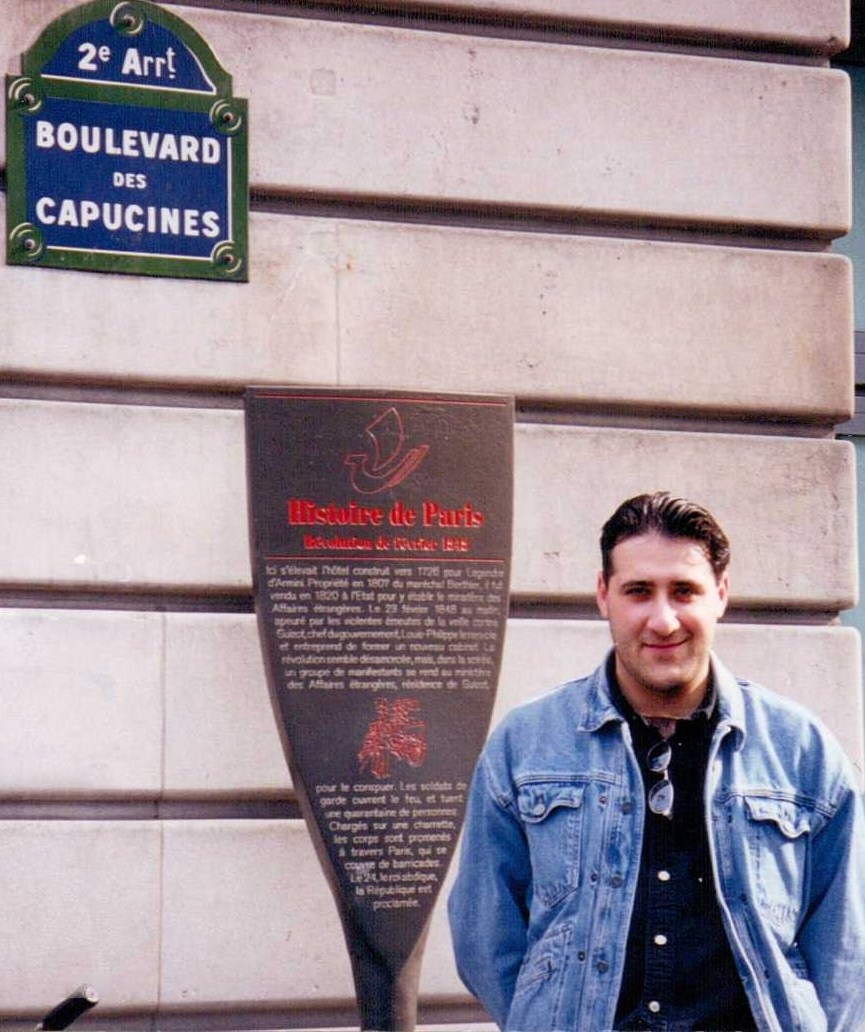 2e Arrt
BOULEVARD
DES
CAPUCINES
Histoire de Paris
Révolution de février 1848
Ici s'élevait l'hôtel construit vers 1726 pour
d'Armini. Propriété en 1807 du maréchal Berthier, il fut
vendu en 1820 à l'Etat pour y établir le ministère des
Affaires étrangères. Le 23 février 1848 au matin,
apeuré par les violentes émeutes de la veille contre
Guizot, chef du gouvernement, Louis-Philippe le renvoie
et entreprend de former un nouveau cabinet. La
révolution semble désamorcée, mais, dans la soirée,
un groupe de manifestants se rend au ministère
des Affaires étrangères, résidence de Guizot,
pour le conspuer. Les soldats de
garde ouvrent le feu, et tuent
une quarantaine de personnes.
Chargés sur une charrette,
les corps sont promenés
à travers Paris, qui se
couvre de barricades.
Le 24, le roi abdique,
la République est
proclamée.